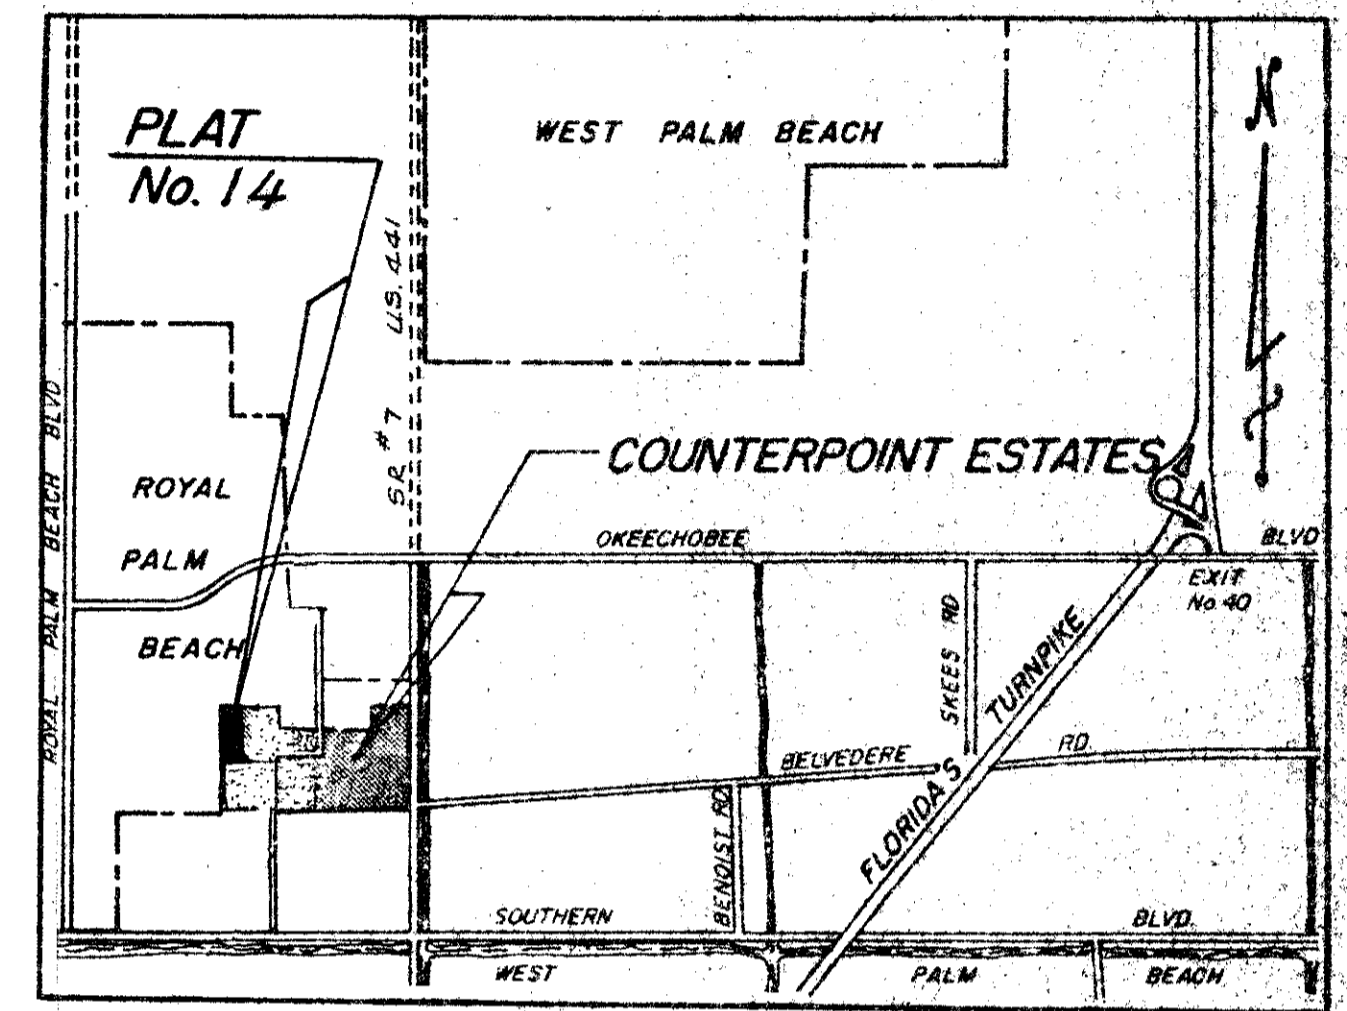 PLAT
No. 14
WEST PALM BEACH
N
U.S. 441
SR #7
ROYAL PALM BEACH BLVD
ROYAL
PALM
BEACH
COUNTERPOINT ESTATES
OKEECHOBEE BLVD
EXIT
No. 40
SKEES RD
FLORIDA'S TURNPIKE
BELVEDERE RD
BENOIST RD
SOUTHERN BLVD.
WEST PALM BEACH